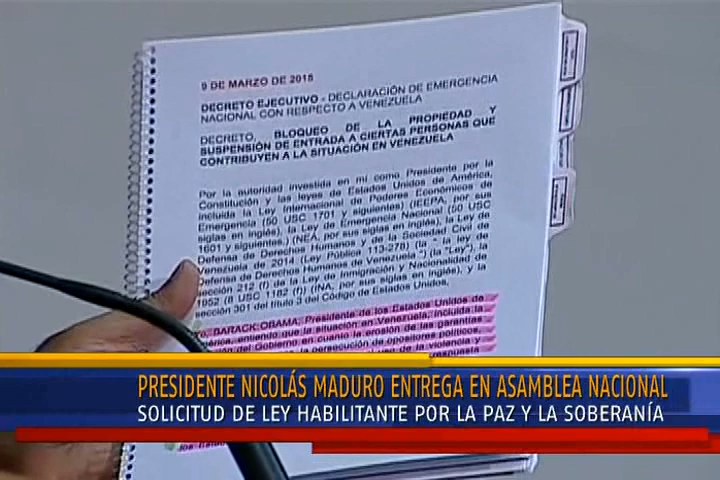 9 DE MARZO DE 2015
DECRETO EJECUTIVO - DECLARACIÓN DE EMERGENCIA
NACIONAL CON RESPECTO A VENEZUELA
DECRETO, BLOQUEO DE LA PROPIEDAD Y
SUSPENSIÓN DE ENTRADA A CIERTAS PERSONAS QUE
CONTRIBUYEN A LA SITUACIÓN EN VENEZUELA
Por la autoridad investida en mí como Presidente por la
Constitución y las leyes de Estados Unidos de América,
incluida la Ley Internacional de Poderes Económicos de
Emergencia (50 USC 1701 y siguientes) (IEEPA, por sus
siglas en inglés), la Ley de Emergencia Nacional (50 USC
1601 y siguientes,) (NEA, por sus siglas en inglés), la Ley de
Defensa de Derechos Humanos y de la Sociedad Civil de
Venezuela de 2014 (Ley Pública 113-278) (la " la ley de
Defensa de Derechos Humanos de Venezuela ") (la "Ley"),
sección 212 (f) de la Ley de Inmigración y Nacionalidad de
1952 (8 USC 1182 (f)) (INA, por sus siglas en inglés), y la
sección 301 del título 3 del Código de Estados Unidos,
BARACK OBAMA, Presidente de los Estados Unidos de
entiendo que la situación en Venezuela, incluida la
del Gobierno en cuanto la erosión de las garantías
la persecución de opositores políticos,
de la violencia y
respuesta
PRESIDENTE NICOLÁS MADURO ENTREGA EN ASAMBLEA NACIONAL
SOLICITUD DE LEY HABILITANTE POR LA PAZ Y LA SOBERANÍA
los Estado